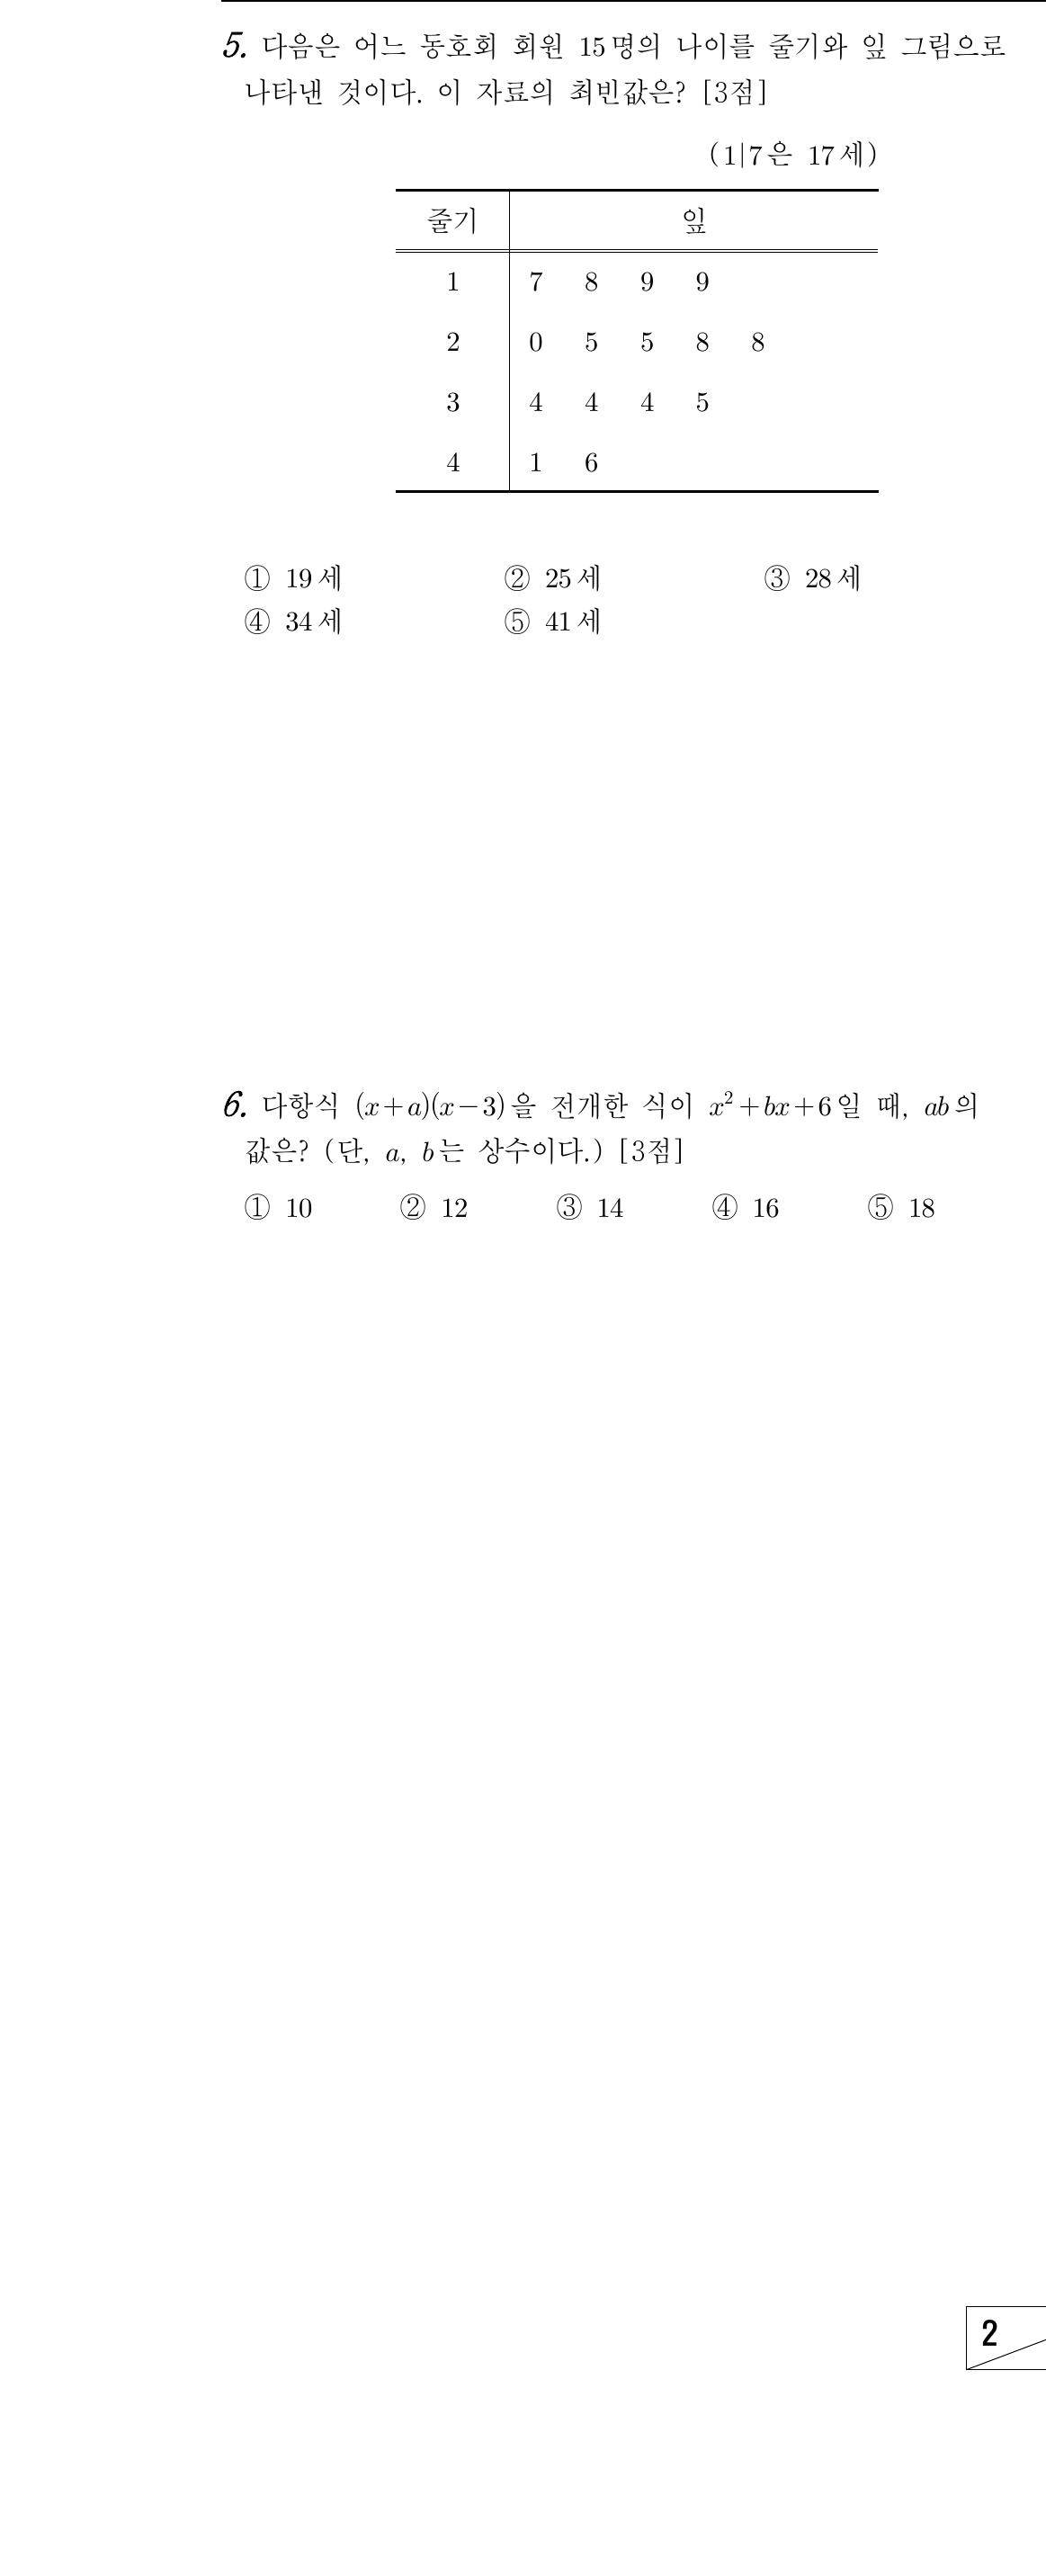 5. 다음은 어느 동호회 회원 15명의 나이를 줄기와 잎 그림으로
나타낸 것이다. 이 자료의 최빈값은? [3점]
(1|7은 17세)
줄기 잎
1 7 8 9 9
2 0 5 5 8 8
3 4 4 4 5
4 1 6
① 19세 ② 25세 ③ 28세
④ 34세 ⑤ 41세
6. 다항식 (x+a)(x-3)을 전개한 식이 x²+bx+6일 때, ab의
값은? (단, a, b는 상수이다.) [3점]
① 10 ② 12 ③ 14 ④ 16 ⑤ 18
2